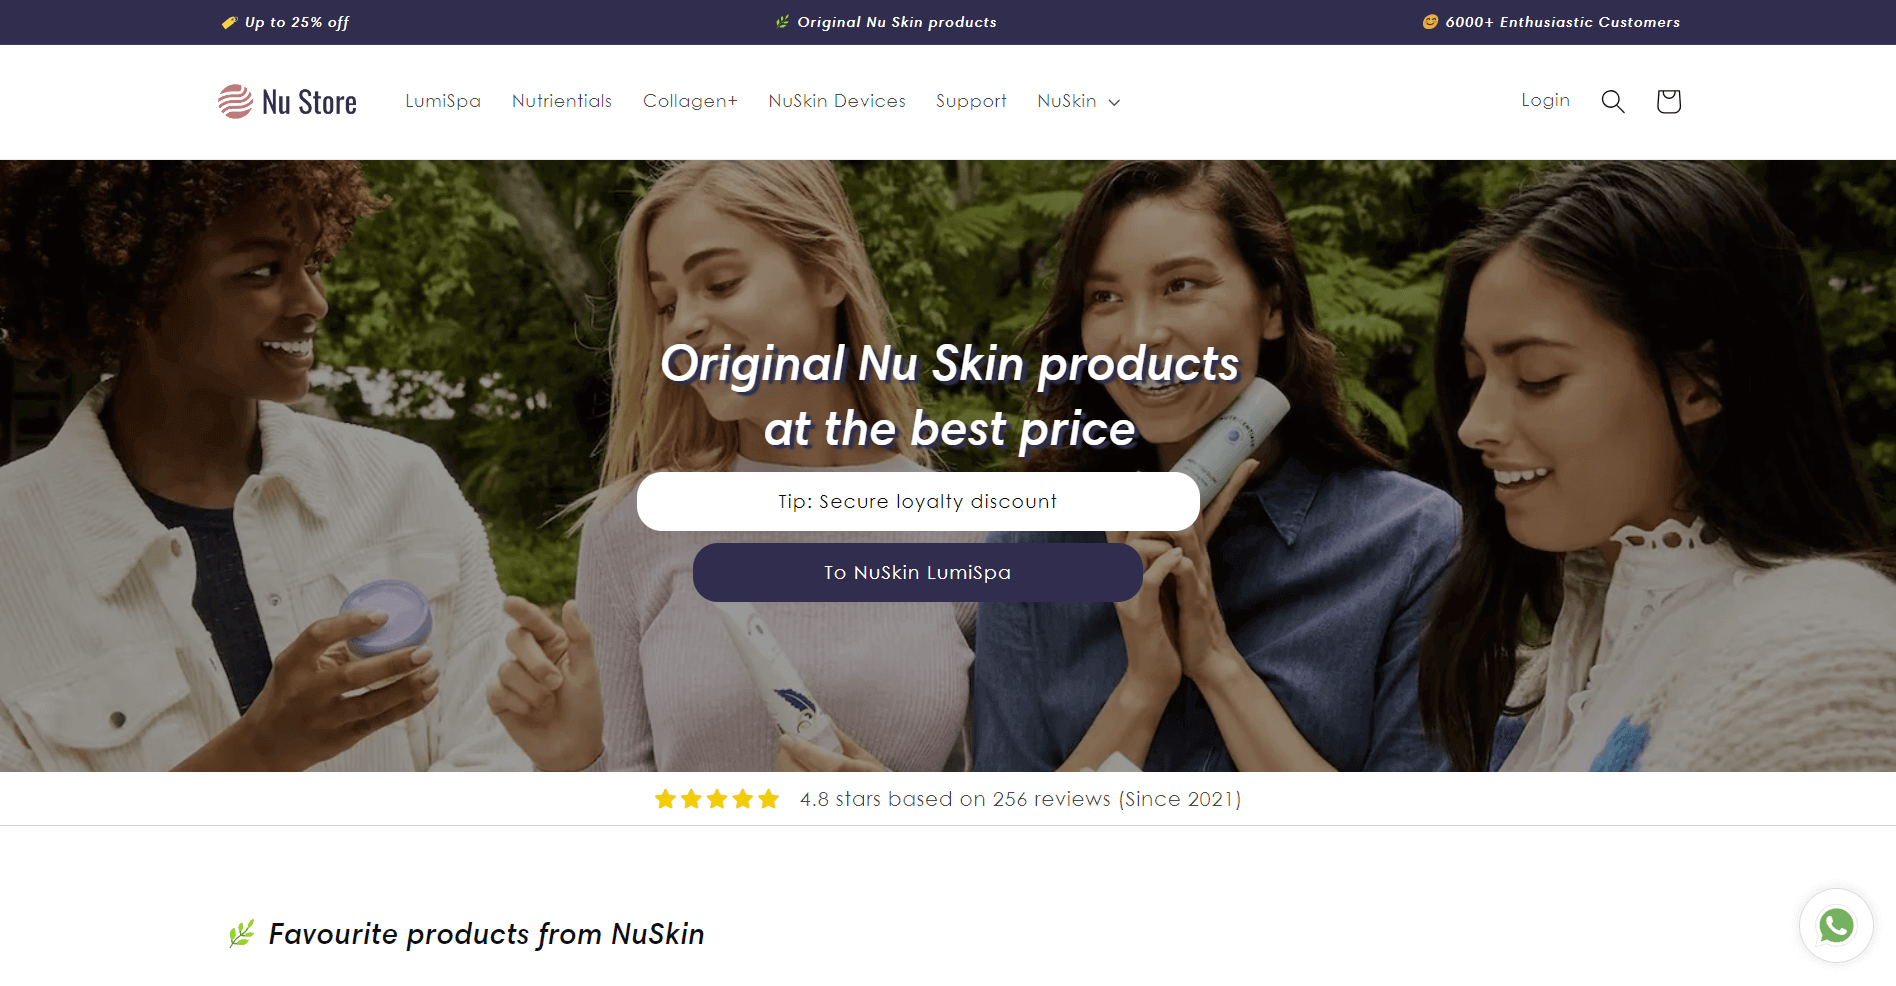 Up to 25% off
Original Nu Skin products
6000+ Enthusiastic Customers
Nu Store
LumiSpa
Nutrientials
Collagen+
NuSkin Devices
Support
NuSkin
Login
Original Nu Skin products
at the best price
Tip: Secure loyalty discount
To NuSkin LumiSpa
4.8 stars based on 256 reviews (Since 2021)
Favourite products from NuSkin